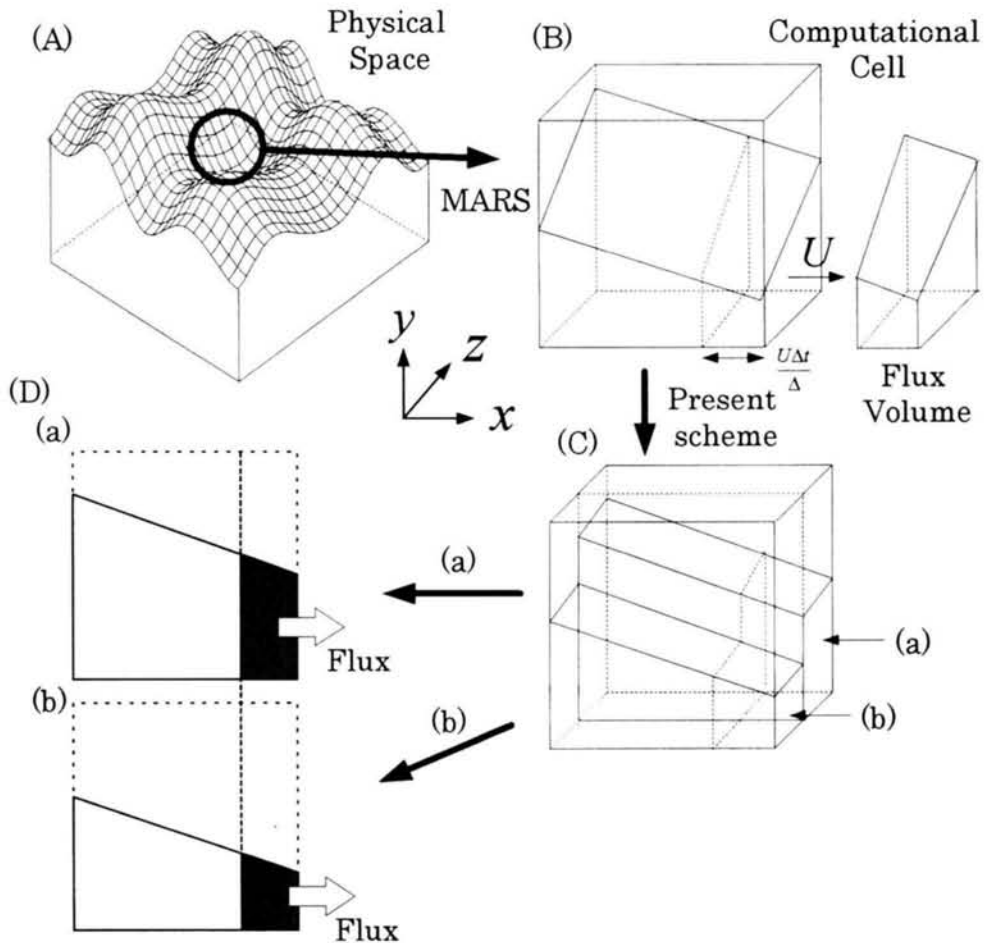 (A)
Physical
Space
(B)
Computational
Cell
MARS
U
y
z
x
UΔt
Δ
Flux
Volume
Present
scheme
(C)
(D)
(a)
(a)
Flux
(a)
(b)
(b)
(b)
Flux